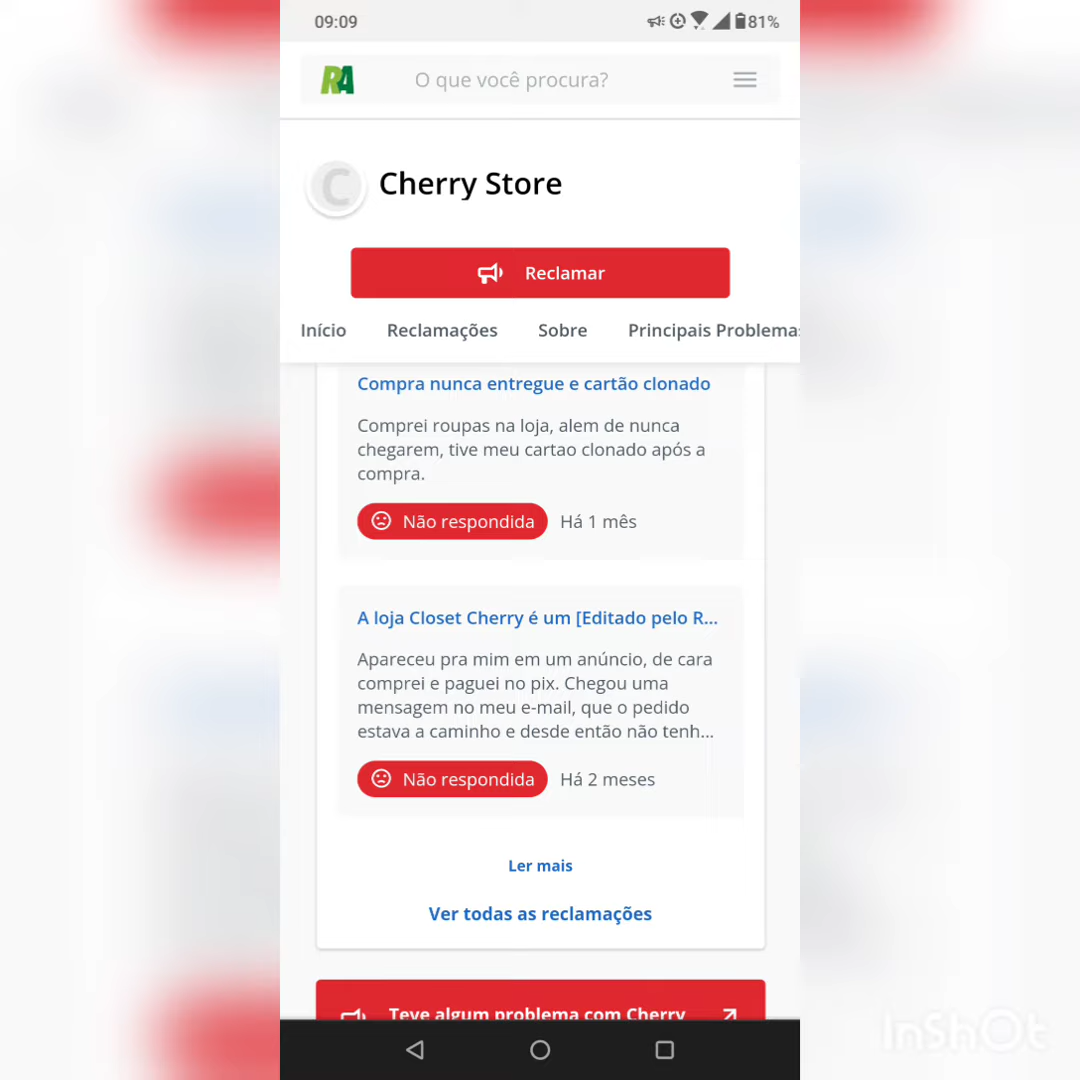 09:09
81%
RA
O que você procura?
C
Cherry Store
Reclamar
Início Reclamações Sobre Principais Problemas
Compra nunca entregue e cartão clonado
Comprei roupas na loja, alem de nunca
chegarem, tive meu cartao clonado após a
compra.
Não respondida Há 1 mês
A loja Closet Cherry é um [Editado pelo R...
Apareceu pra mim em um anúncio, de cara
comprei e paguei no pix. Chegou uma
mensagem no meu e-mail, que o pedido
estava a caminho e desde então não tenh...
Não respondida Há 2 meses
Ler mais
Ver todas as reclamações
Teve algum problema com Cherry
InShOt